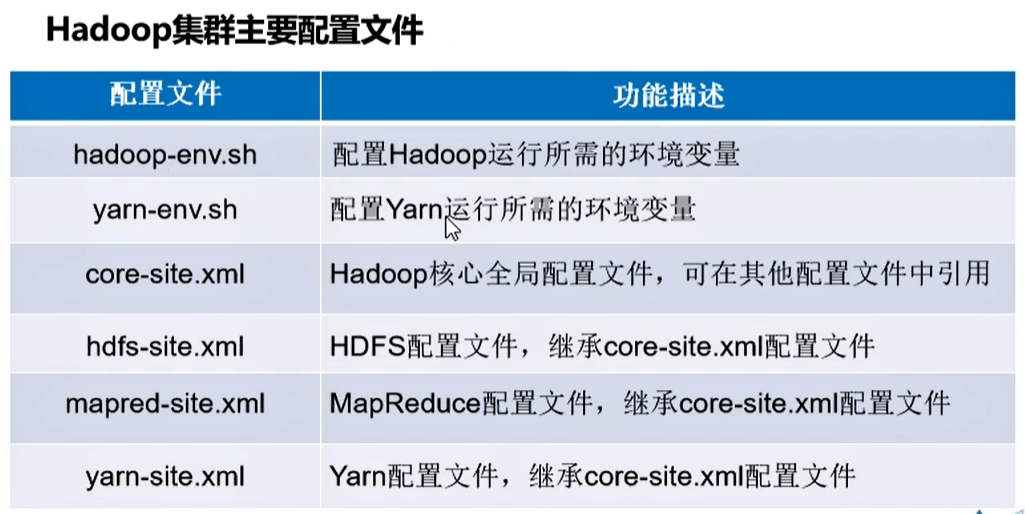 Hadoop集群主要配置文件
配置文件 功能描述
hadoop-env.sh 配置Hadoop运行所需的环境变量
yarn-env.sh 配置Yarn运行所需的环境变量
core-site.xml Hadoop核心全局配置文件，可在其他配置文件中引用
hdfs-site.xml HDFS配置文件，继承core-site.xml配置文件
mapred-site.xml MapReduce配置文件，继承core-site.xml配置文件
yarn-site.xml Yarn配置文件，继承core-site.xml配置文件